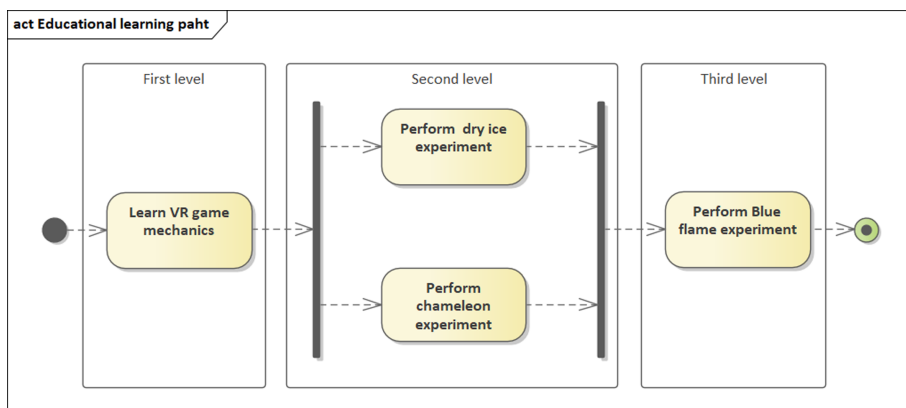 act Educational learning paht
First level
Second level
Third level
Learn VR game
mechanics
Perform dry ice
experiment
Perform
chameleon
experiment
Perform Blue
flame experiment